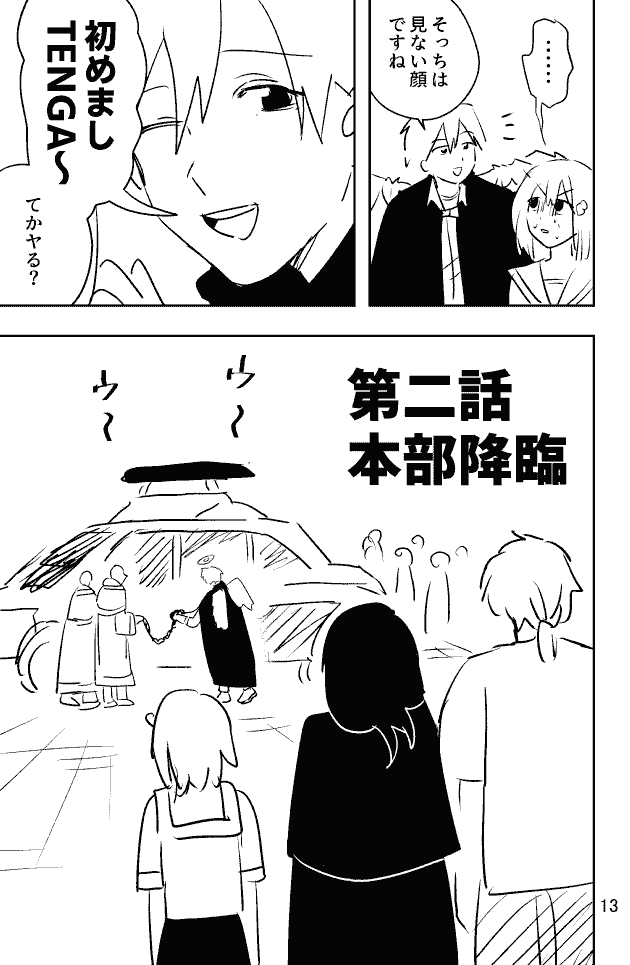 ……
そっちは
見ない顔
ですね
初めまし
TENGA～
てかヤる？
第二話
本部降臨
ウ～
ウ～
13